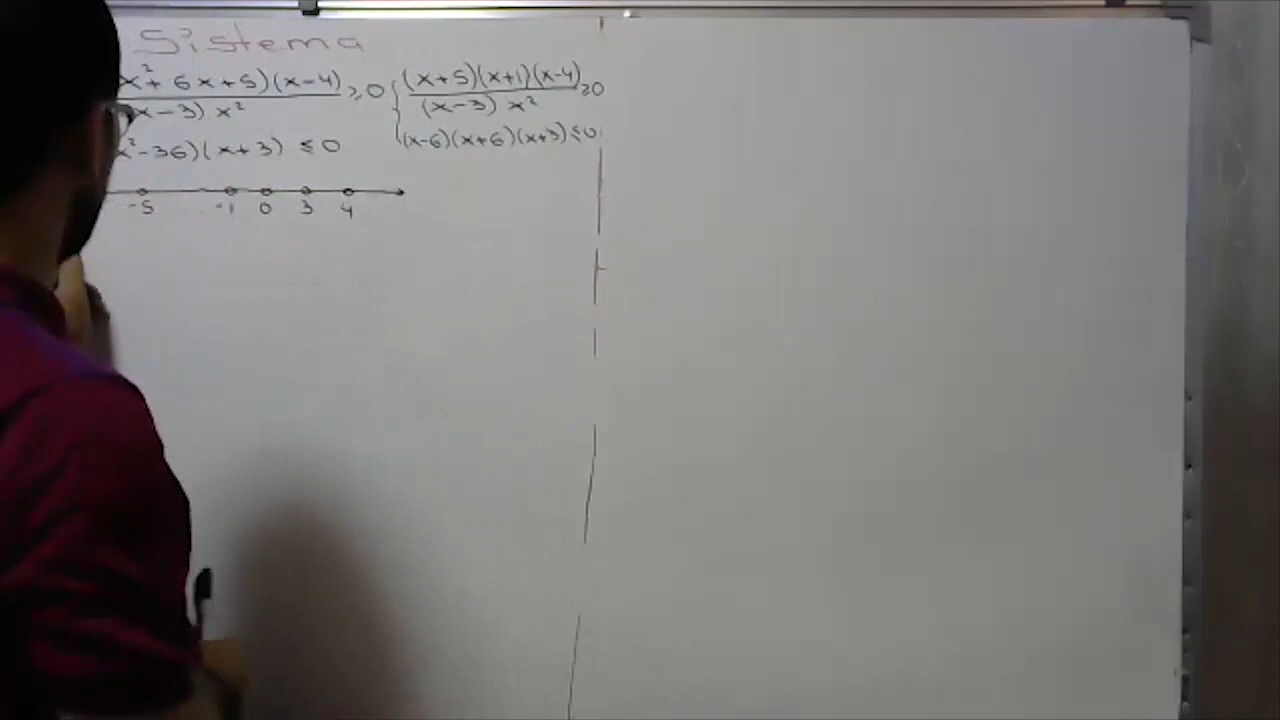 Sistema
x²+6x+5)(x-4) ≥ 0 { (x+5)(x+1)(x-4) ≥ 0
x-3) x² (x-3) x²
x²-36)(x+3) ≤ 0 (x-6)(x+6)(x+3) ≤ 0
-5 -1 0 3 4